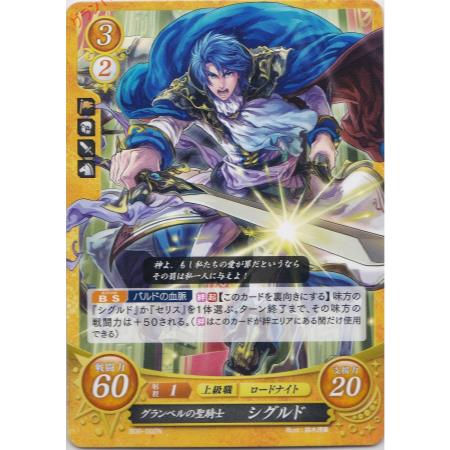 3
2
神よ、もし私たちの愛が罪だというなら
その罰は私一人に与えよ！
B S バルドの血脈 絆 起 【このカードを裏向きにする】 味方の
『シグルド』か『セリス』を1体選ぶ。ターン終了まで、その味方の
戦闘力は＋50される。（絆はこのカードが絆エリアにある間だけ使用
できる）
戦闘力 60 射程 1 上級職 ロードナイト 支援力 20
グランベルの聖騎士 シグルド